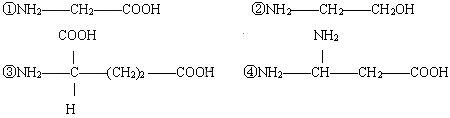 ①NH₂—CH₂—COOH ②NH₂—CH₂—CH₂OH
COOH NH₂
③NH₂—C—(CH₂)₂—COOH ④NH₂—CH—CH₂—COOH
H